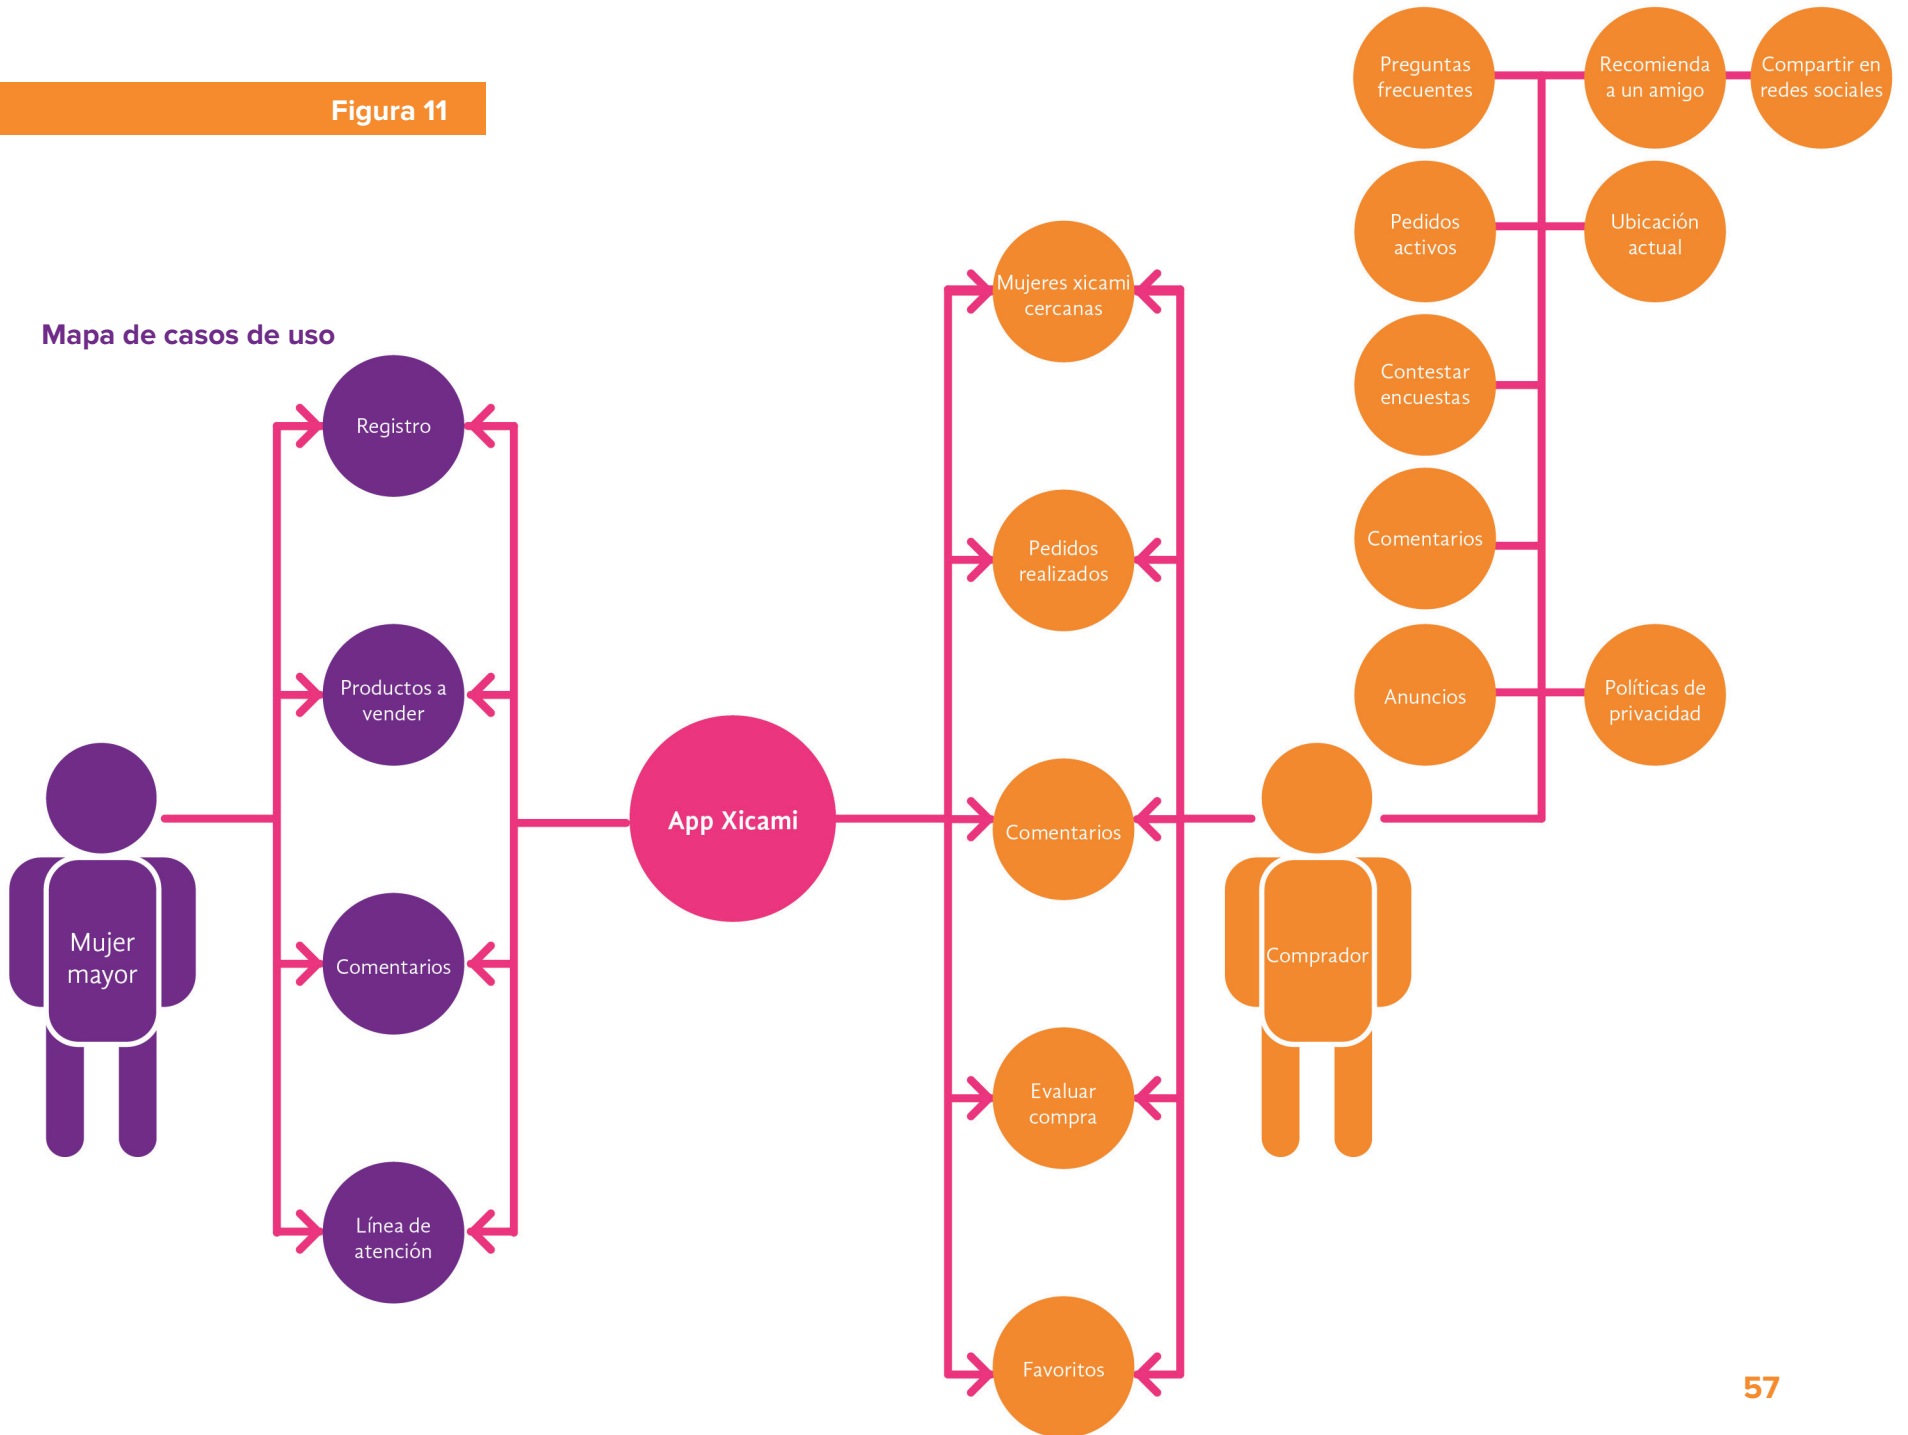 Figura 11
Mapa de casos de uso
Mujer
mayor
Registro
Productos a
vender
Comentarios
Línea de
atención
App Xicami
Mujeres xicami
cercanas
Pedidos
realizados
Comentarios
Evaluar
compra
Favoritos
Comprador
Preguntas
frecuentes
Recomienda
a un amigo
Compartir en
redes sociales
Pedidos
activos
Ubicación
actual
Contestar
encuestas
Comentarios
Anuncios
Políticas de
privacidad
57